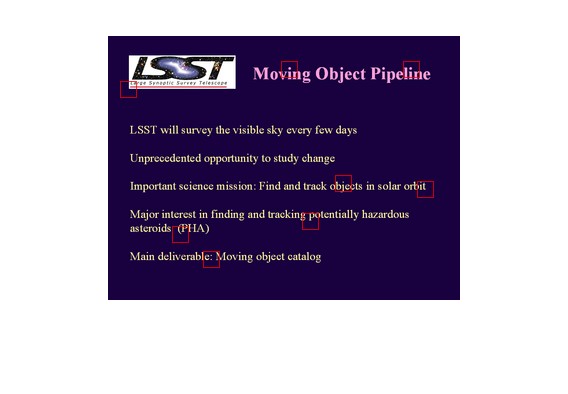 LSST
Large Synoptic Survey Telescope
Moving Object Pipeline
LSST will survey the visible sky every few days
Unprecedented opportunity to study change
Important science mission: Find and track objects in solar orbit
Major interest in finding and tracking potentially hazardous
asteroids (PHA)
Main deliverable: Moving object catalog